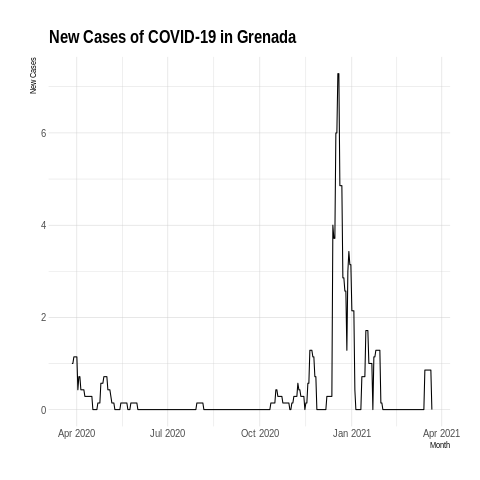 New Cases of COVID-19 in Grenada
New Cases
6
4
2
0
Apr 2020 Jul 2020 Oct 2020 Jan 2021 Apr 2021
Month